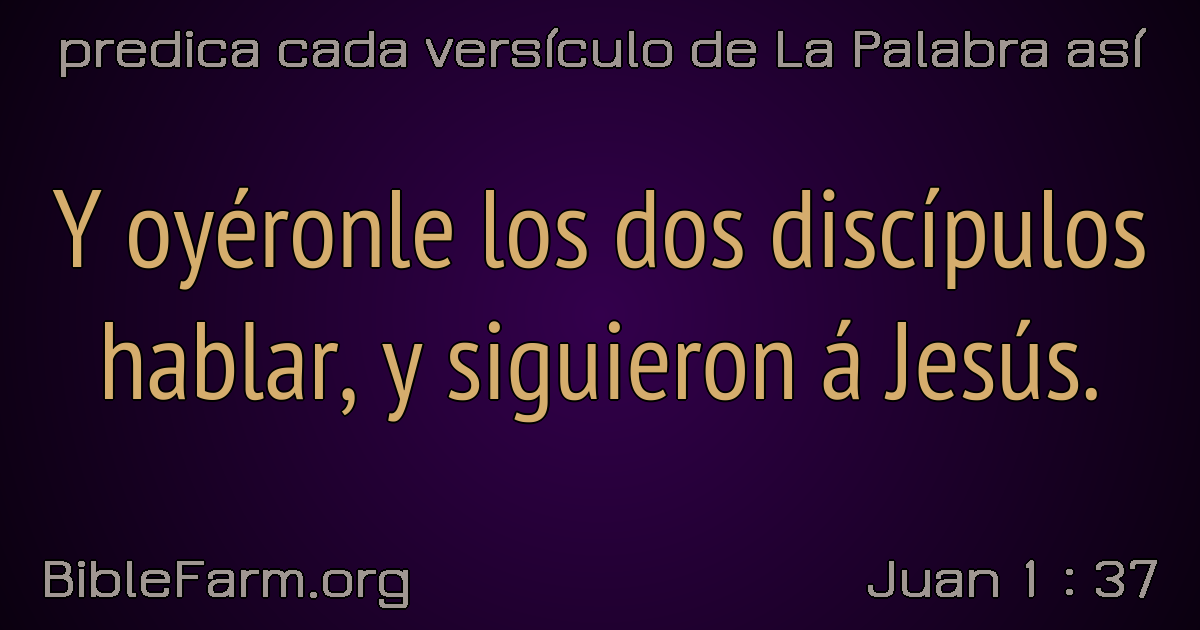 predica cada versículo de La Palabra así
Y oyéronle los dos discípulos
hablar, y siguieron á Jesús.
BibleFarm.org
Juan 1 : 37